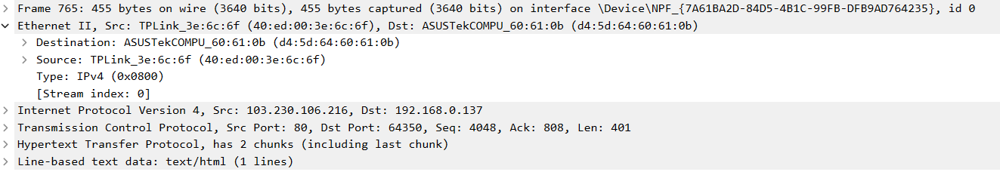 Frame 765: 455 bytes on wire (3640 bits), 455 bytes captured (3640 bits) on interface \Device\NPF_{7A61BA2D-84D5-4B1C-99FB-DFB9AD764235}, id 0
Ethernet II, Src: TPLink_3e:6c:6f (40:ed:00:3e:6c:6f), Dst: ASUSTekCOMPU_60:61:0b (d4:5d:64:60:61:0b)
Destination: ASUSTekCOMPU_60:61:0b (d4:5d:64:60:61:0b)
Source: TPLink_3e:6c:6f (40:ed:00:3e:6c:6f)
Type: IPv4 (0x0800)
[Stream index: 0]
Internet Protocol Version 4, Src: 103.230.106.216, Dst: 192.168.0.137
Transmission Control Protocol, Src Port: 80, Dst Port: 64350, Seq: 4048, Ack: 808, Len: 401
Hypertext Transfer Protocol, has 2 chunks (including last chunk)
Line-based text data: text/html (1 lines)